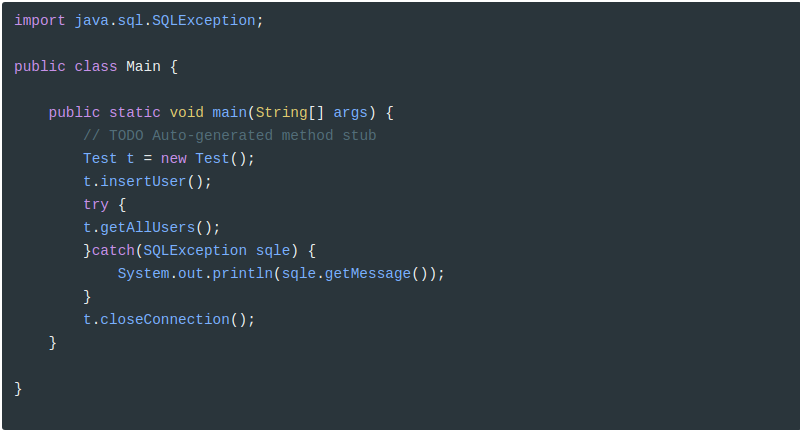 import java.sql.SQLException;
public class Main {
    public static void main(String[] args) {
        // TODO Auto-generated method stub
        Test t = new Test();
        t.insertUser();
        try {
        t.getAllUsers();
        }catch(SQLException sqle) {
            System.out.println(sqle.getMessage());
        }
        t.closeConnection();
    }
}